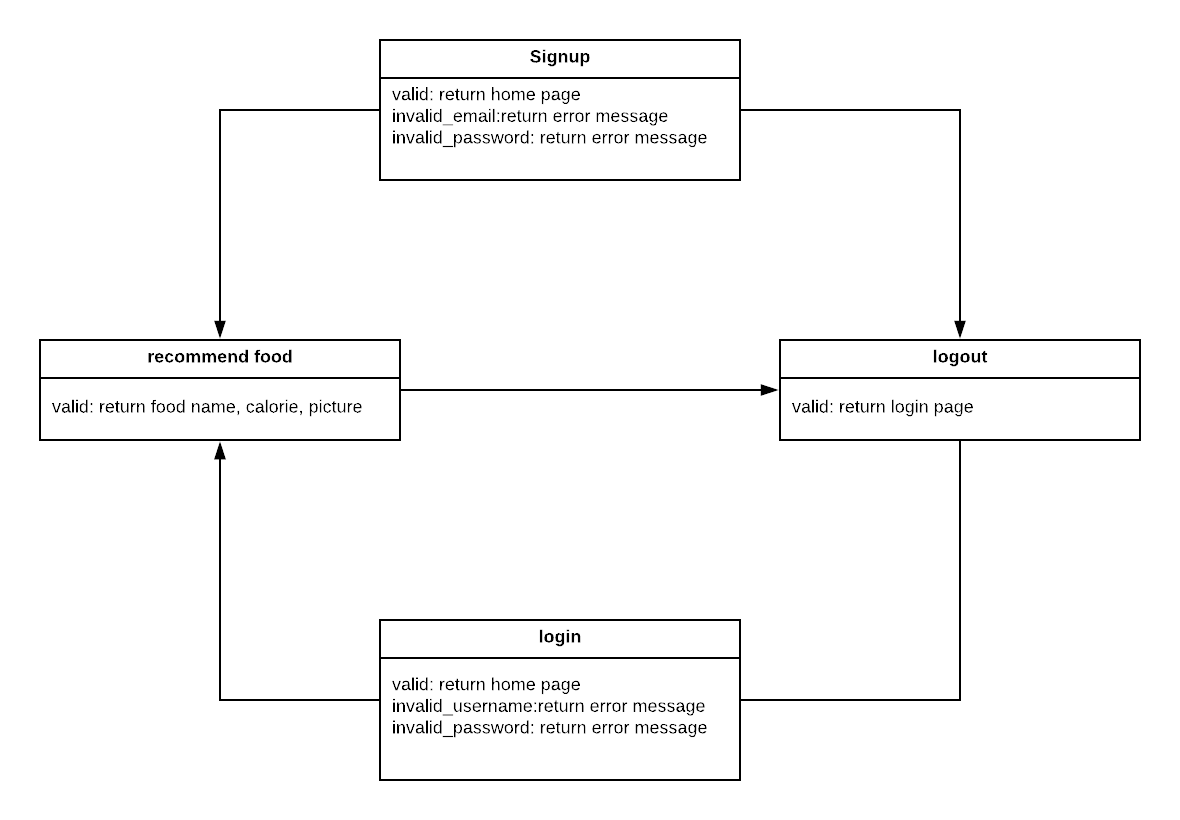 Signup
valid: return home page
invalid_email:return error message
invalid_password: return error message
recommend food
valid: return food name, calorie, picture
logout
valid: return login page
login
valid: return home page
invalid_username:return error message
invalid_password: return error message